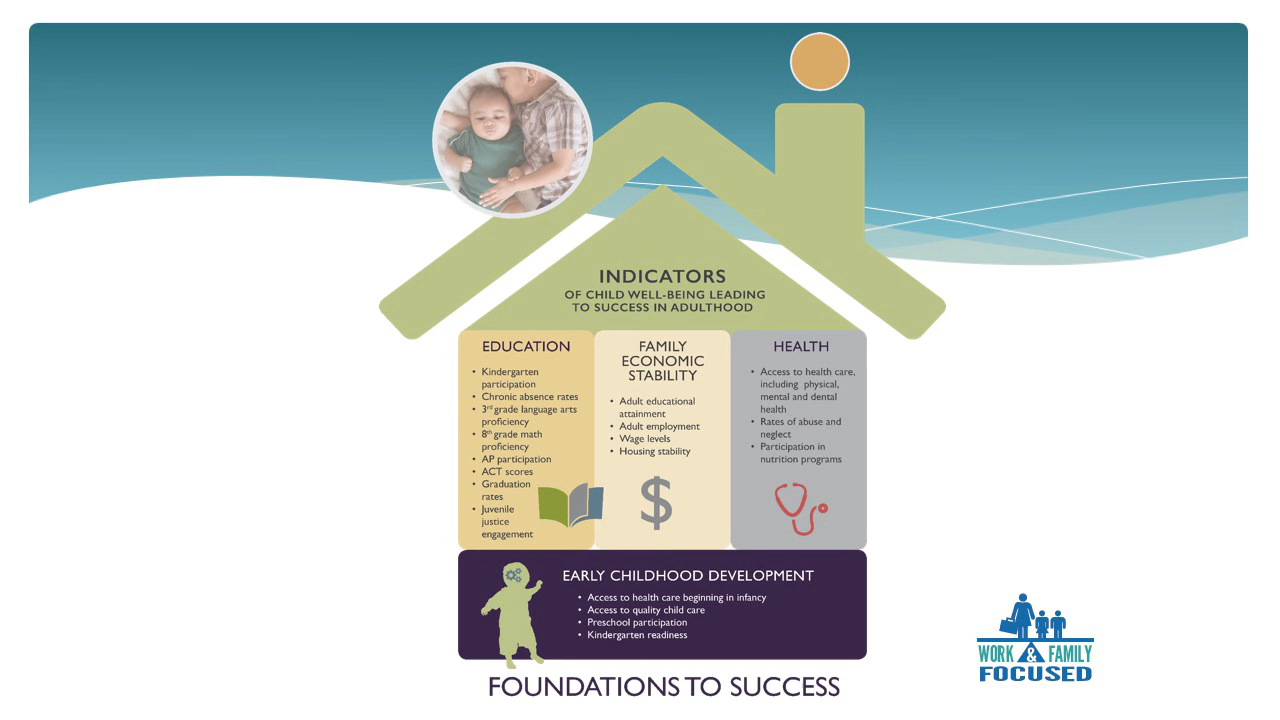 INDICATORS
OF CHILD WELL-BEING LEADING
TO SUCCESS IN ADULTHOOD
EDUCATION
• Kindergarten
participation
• Chronic absence rates
• 3rd grade language arts
proficiency
• 8th grade math
proficiency
• AP participation
• ACT scores
• Graduation
rates
• Juvenile
justice
engagement
FAMILY
ECONOMIC
STABILITY
• Adult educational
attainment
• Adult employment
• Wage levels
• Housing stability
$
HEALTH
• Access to health care,
including physical,
mental and dental
health
• Rates of abuse and
neglect
• Participation in
nutrition programs
EARLY CHILDHOOD DEVELOPMENT
• Access to health care beginning in infancy
• Access to quality child care
• Preschool participation
• Kindergarten readiness
FOUNDATIONS TO SUCCESS
WORK & FAMILY
FOCUSED